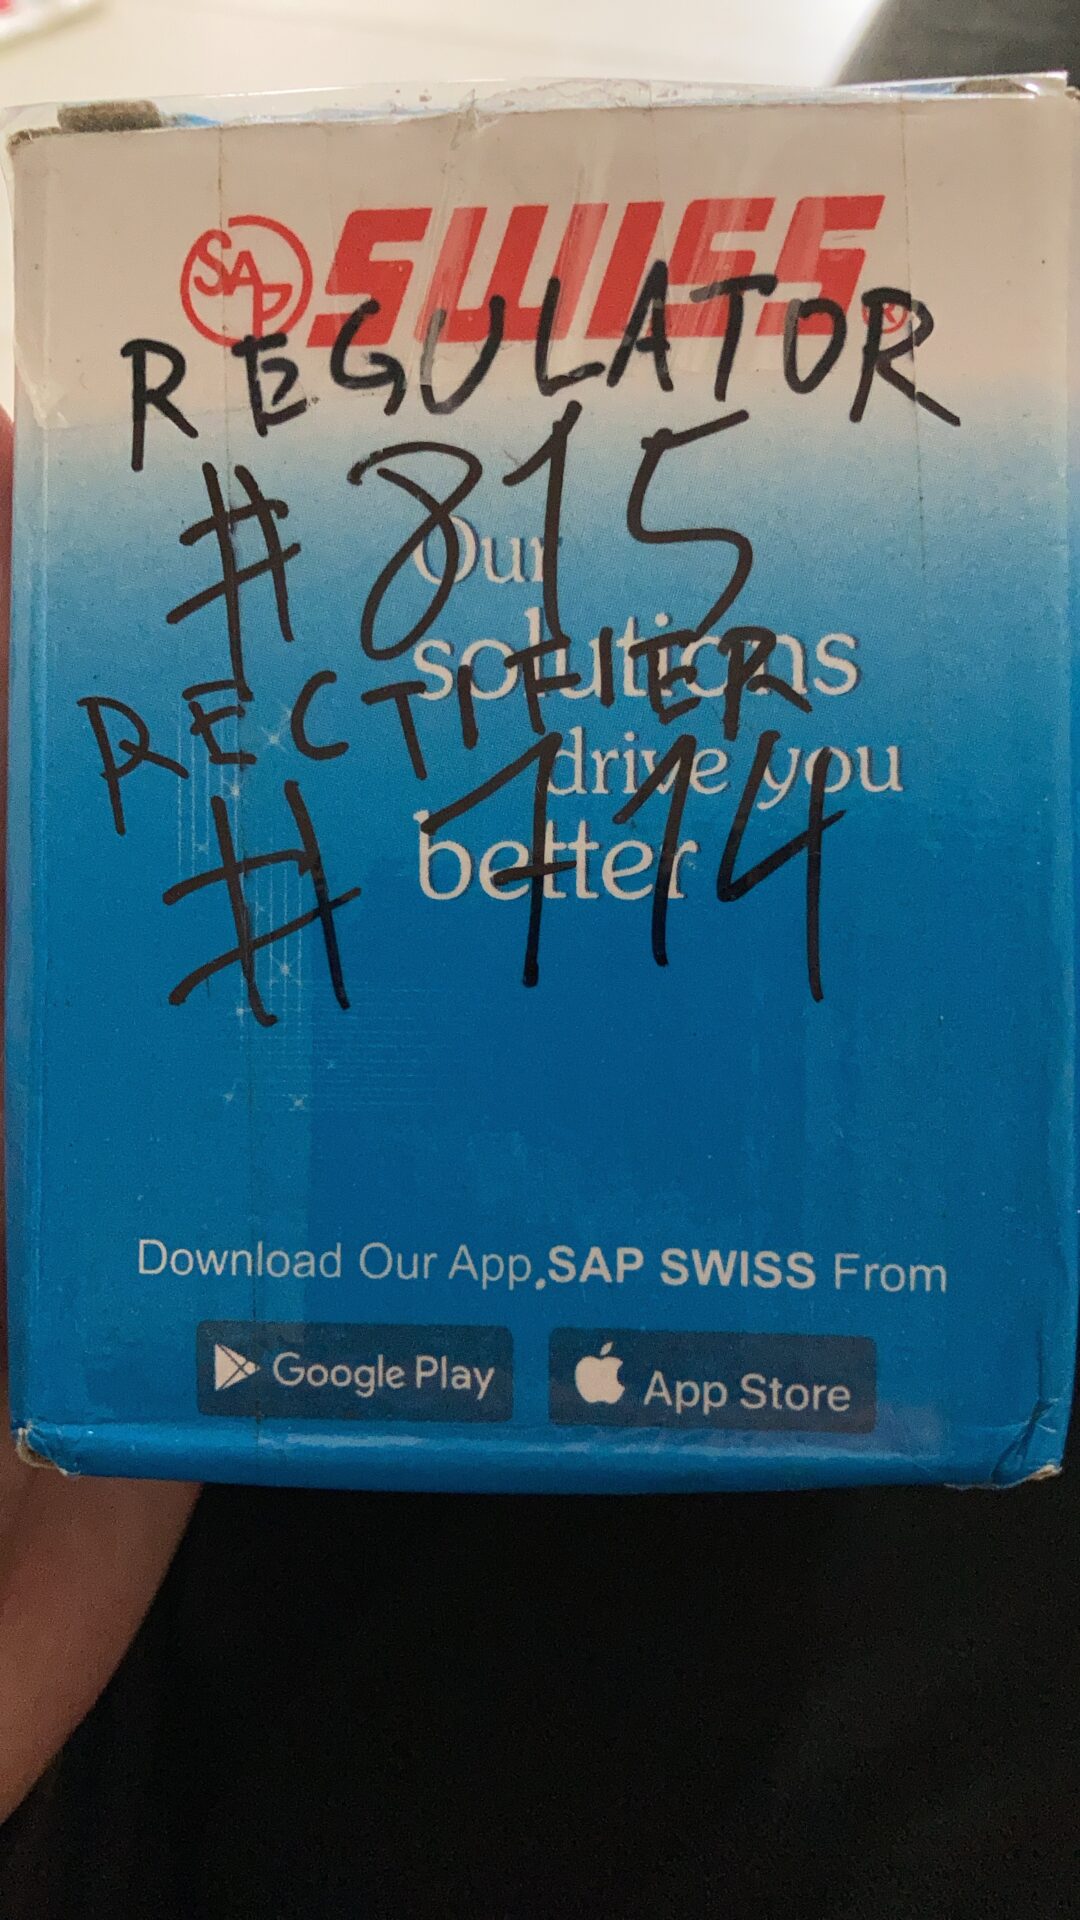 SAP SWISS ®
REGULATOR
# 815
Our
solutions
RECTIFIER
drive you
# 714
better
Download Our App, SAP SWISS From
Google Play
App Store